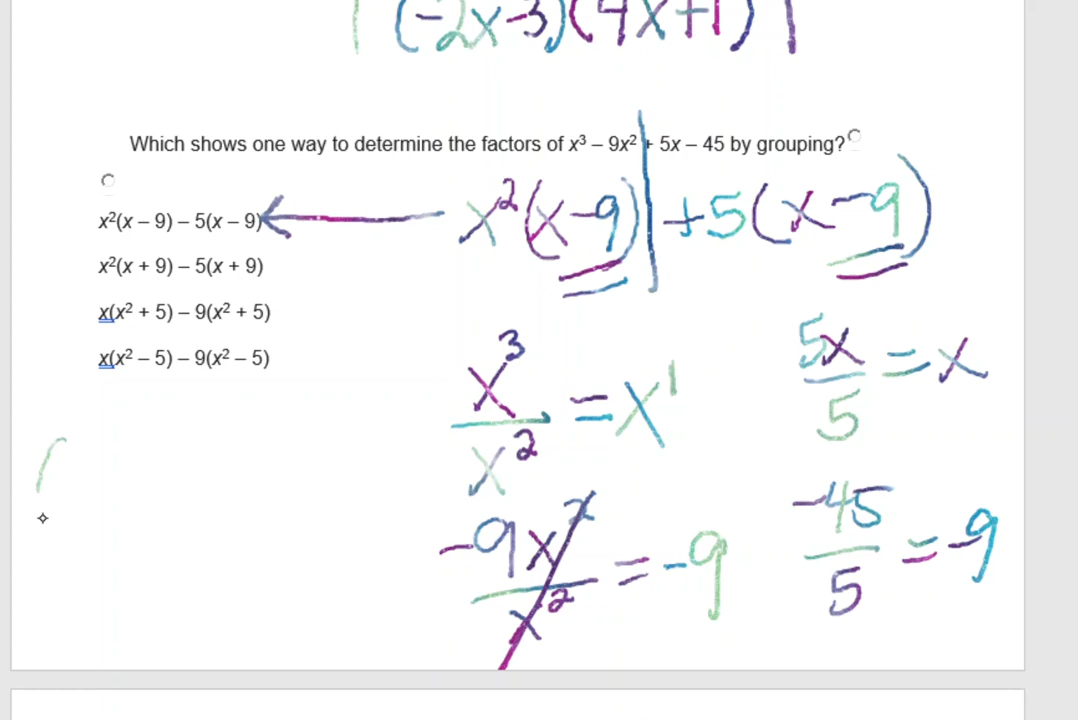 (-2x-3)(4x+1)
Which shows one way to determine the factors of x³ – 9x² + 5x – 45 by grouping?
x²(x – 9) – 5(x – 9)
x²(x-9) +5(x-9)
x²(x + 9) – 5(x + 9)
x(x² + 5) – 9(x² + 5)
x(x² – 5) – 9(x² – 5)
x³/x² = x¹
5x/5 = x
-9x²/x² = -9
-45/5 = -9